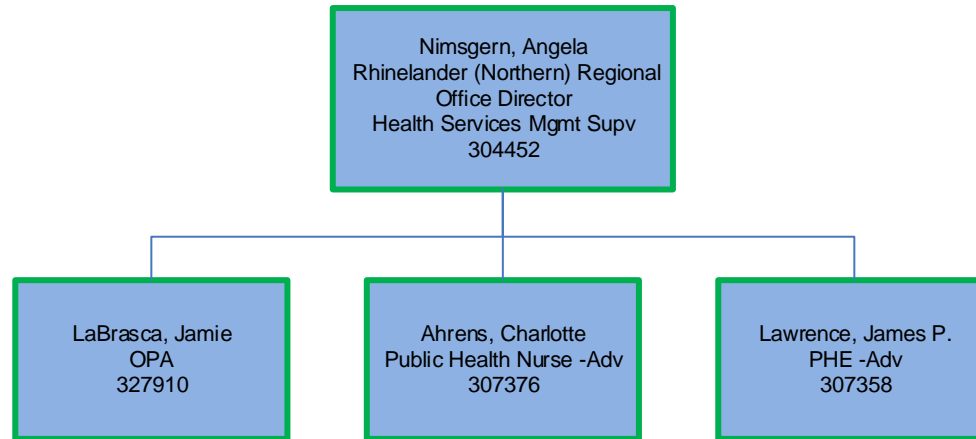 Nimsgern, Angela
Rhinelander (Northern) Regional
Office Director
Health Services Mgmt Supv
304452
LaBrasca, Jamie
OPA
327910
Ahrens, Charlotte
Public Health Nurse -Adv
307376
Lawrence, James P.
PHE -Adv
307358